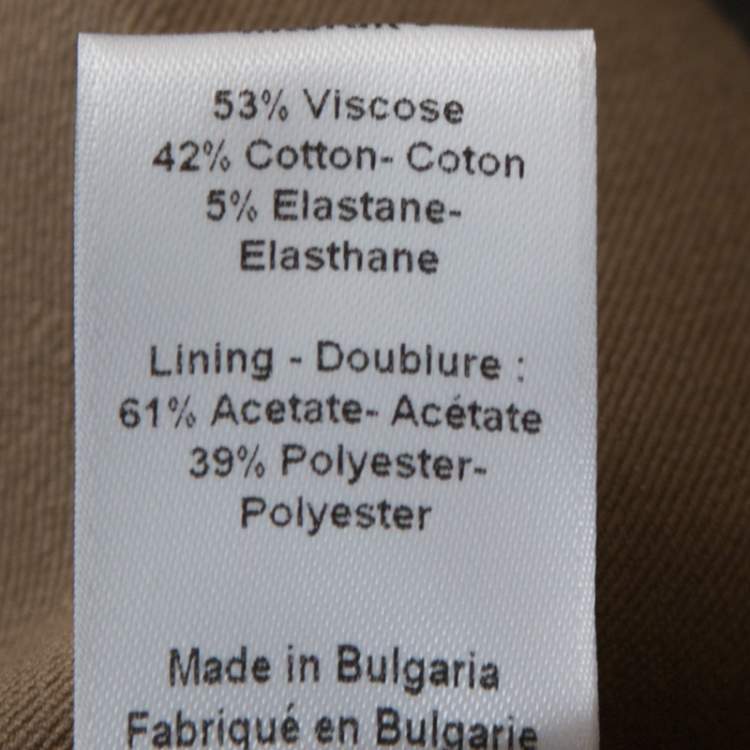 53% Viscose
42% Cotton- Coton
5% Elastane-
Elasthane
Lining - Doublure :
61% Acetate- Acétate
39% Polyester-
Polyester
Made in Bulgaria
Fabriqué en Bulgarie